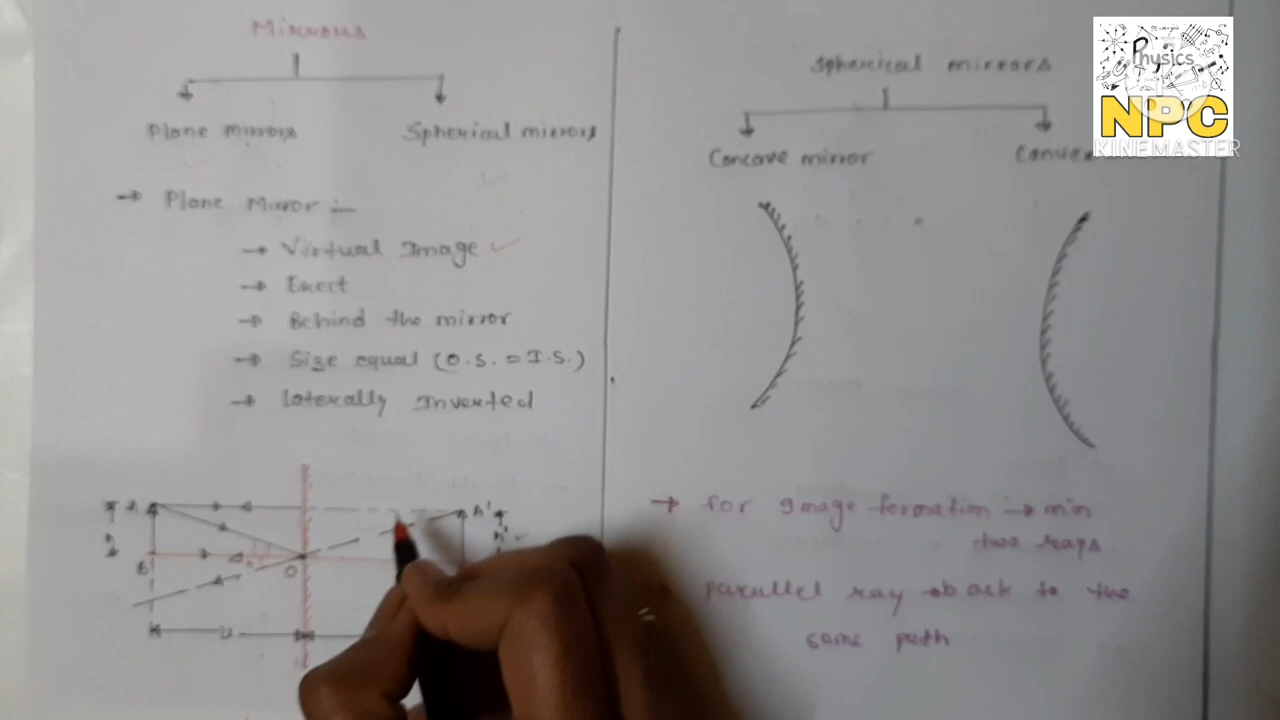 Mirrors
Plane mirrors
Spherical mirrors
→ Plane Mirror :—
→ Virtual Image ✓
→ Erect
→ Behind the mirror
→ Size equal (O.S. = I.S.)
→ laterally Inverted
A
A'
h'
B
O
u
Spherical mirrors
Concave mirror
→ for Image formation → min
two rays
parallel ray back to the
same path
Physics
NPC
KINEMASTER